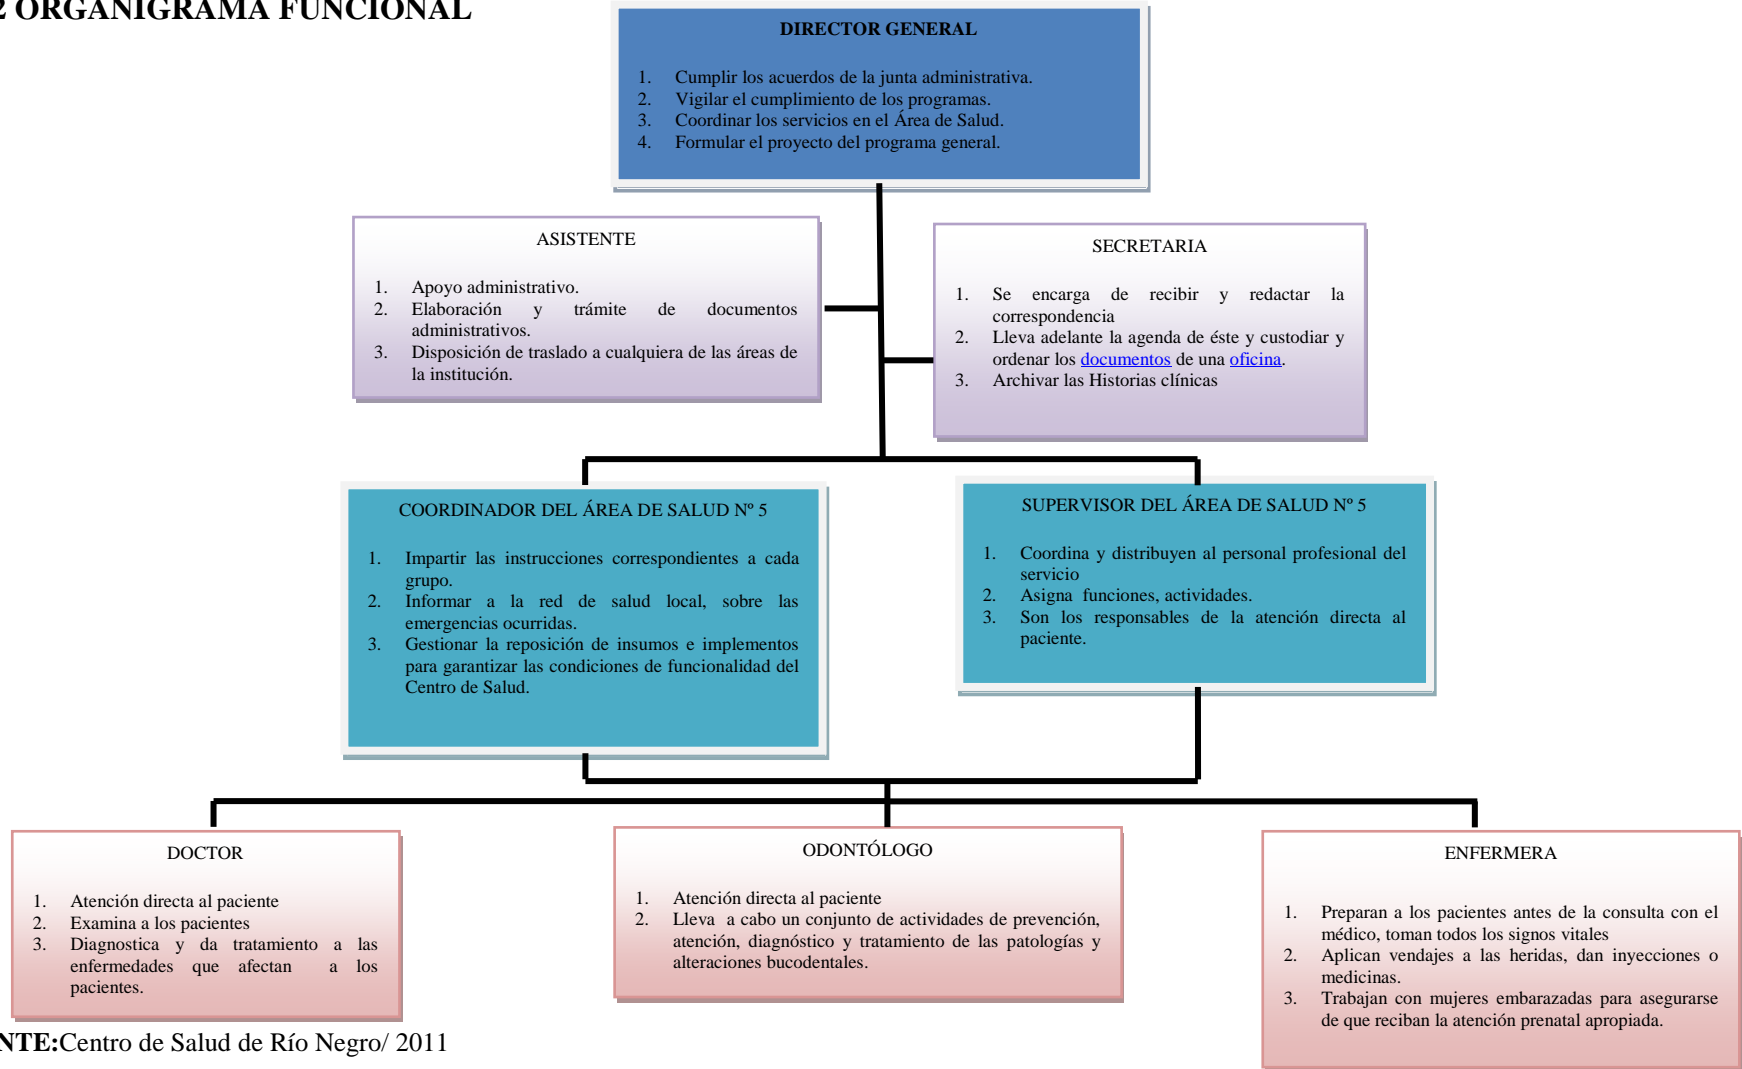 2 ORGANIGRAMA FUNCIONAL
DIRECTOR GENERAL
1. Cumplir los acuerdos de la junta administrativa.
2. Vigilar el cumplimiento de los programas.
3. Coordinar los servicios en el Área de Salud.
4. Formular el proyecto del programa general.
ASISTENTE
1. Apoyo administrativo.
2. Elaboración y trámite de documentos
administrativos.
3. Disposición de traslado a cualquiera de las áreas de
la institución.
SECRETARIA
1. Se encarga de recibir y redactar la
correspondencia
2. Lleva adelante la agenda de éste y custodiar y
ordenar los documentos de una oficina.
3. Archivar las Historias clínicas
COORDINADOR DEL ÁREA DE SALUD Nº 5
1. Impartir las instrucciones correspondientes a cada
grupo.
2. Informar a la red de salud local, sobre las
emergencias ocurridas.
3. Gestionar la reposición de insumos e implementos
para garantizar las condiciones de funcionalidad del
Centro de Salud.
SUPERVISOR DEL ÁREA DE SALUD Nº 5
1. Coordina y distribuyen al personal profesional del
servicio
2. Asigna funciones, actividades.
3. Son los responsables de la atención directa al
paciente.
DOCTOR
1. Atención directa al paciente
2. Examina a los pacientes
3. Diagnostica y da tratamiento a las
enfermedades que afectan a los
pacientes.
ODONTÓLOGO
1. Atención directa al paciente
2. Lleva a cabo un conjunto de actividades de prevención,
atención, diagnóstico y tratamiento de las patologías y
alteraciones bucodentales.
ENFERMERA
1. Preparan a los pacientes antes de la consulta con el
médico, toman todos los signos vitales
2. Aplican vendajes a las heridas, dan inyecciones o
medicinas.
3. Trabajan con mujeres embarazadas para asegurarse
de que reciban la atención prenatal apropiada.
NTE:Centro de Salud de Río Negro/ 2011